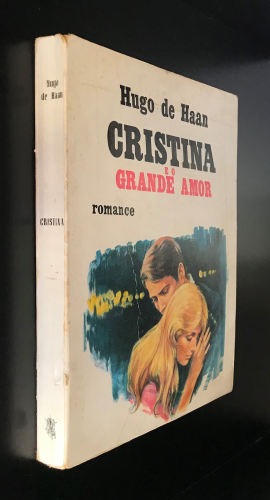 Hugo
de Haan
CRISTINA
Hugo de Haan
CRISTINA
E O
GRANDE AMOR
romance